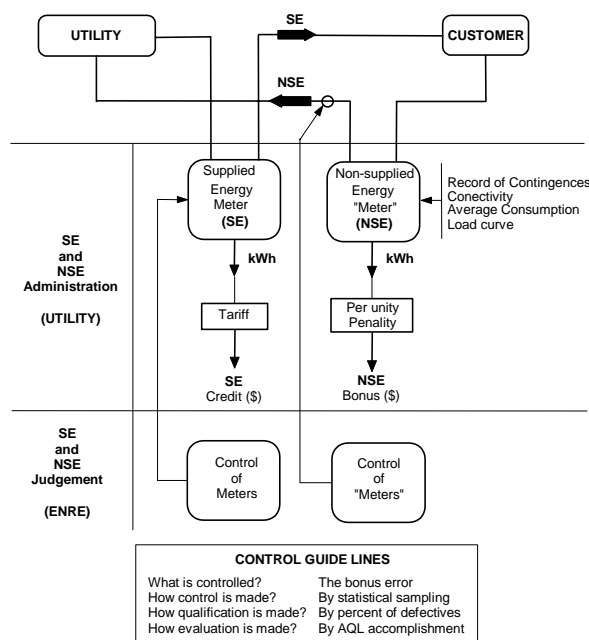 SE
UTILITY
CUSTOMER
NSE
Supplied
Energy
Meter
(SE)
Non-supplied
Energy
"Meter"
(NSE)
Record of Contingences
Conectivity
Average Consumption
Load curve
SE
and
NSE
Administration
(UTILITY)
kWh
kWh
Tariff
Per unity
Penality
SE
Credit ($)
NSE
Bonus ($)
SE
and
NSE
Judgement
(ENRE)
Control
of
Meters
Control
of
"Meters"
CONTROL GUIDE LINES
What is controlled? The bonus error
How control is made? By statistical sampling
How qualification is made? By percent of defectives
How evaluation is made? By AQL accomplishment